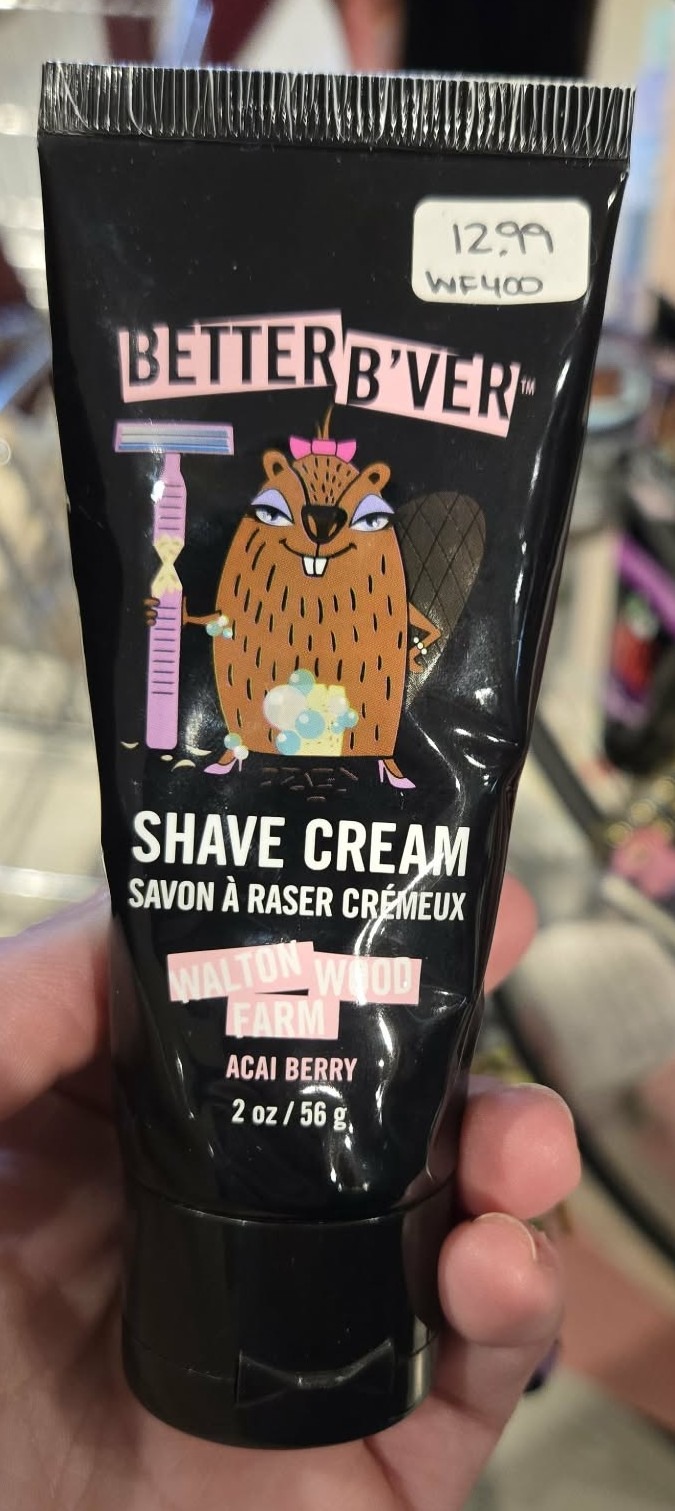 12.99
WF400
BETTER B'VER™
SHAVE CREAM
SAVON À RASER CRÉMEUX
WALTON WOOD
FARM
ACAI BERRY
2 oz / 56 g